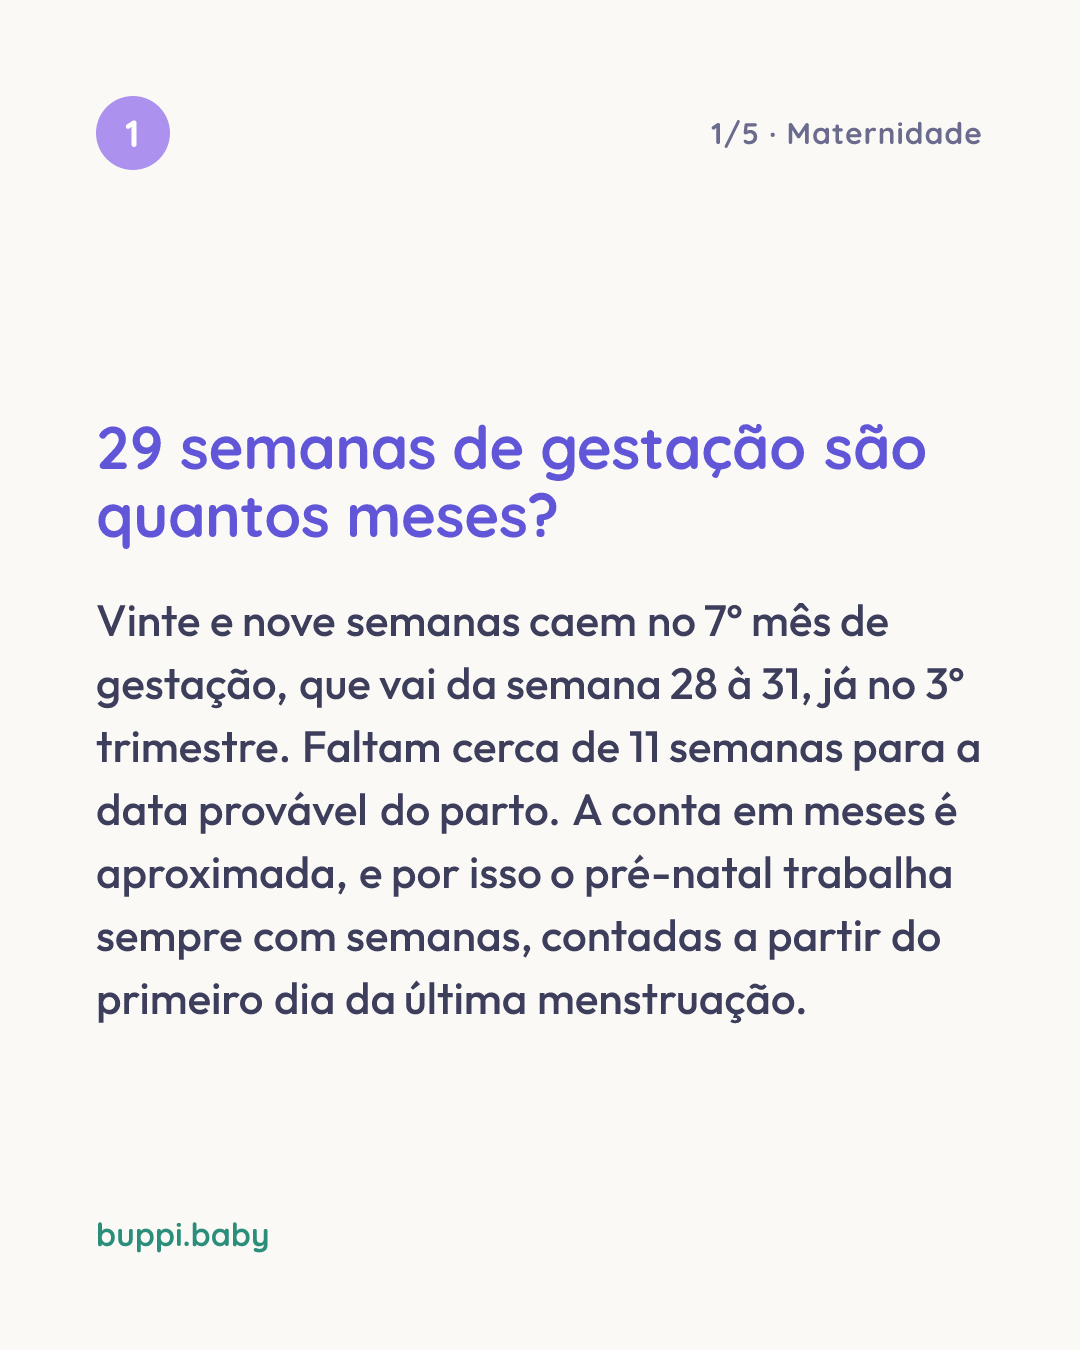 1
1/5 · Maternidade
29 semanas de gestação são
quantos meses?
Vinte e nove semanas caem no 7º mês de
gestação, que vai da semana 28 à 31, já no 3º
trimestre. Faltam cerca de 11 semanas para a
data provável do parto. A conta em meses é
aproximada, e por isso o pré-natal trabalha
sempre com semanas, contadas a partir do
primeiro dia da última menstruação.
buppi.baby